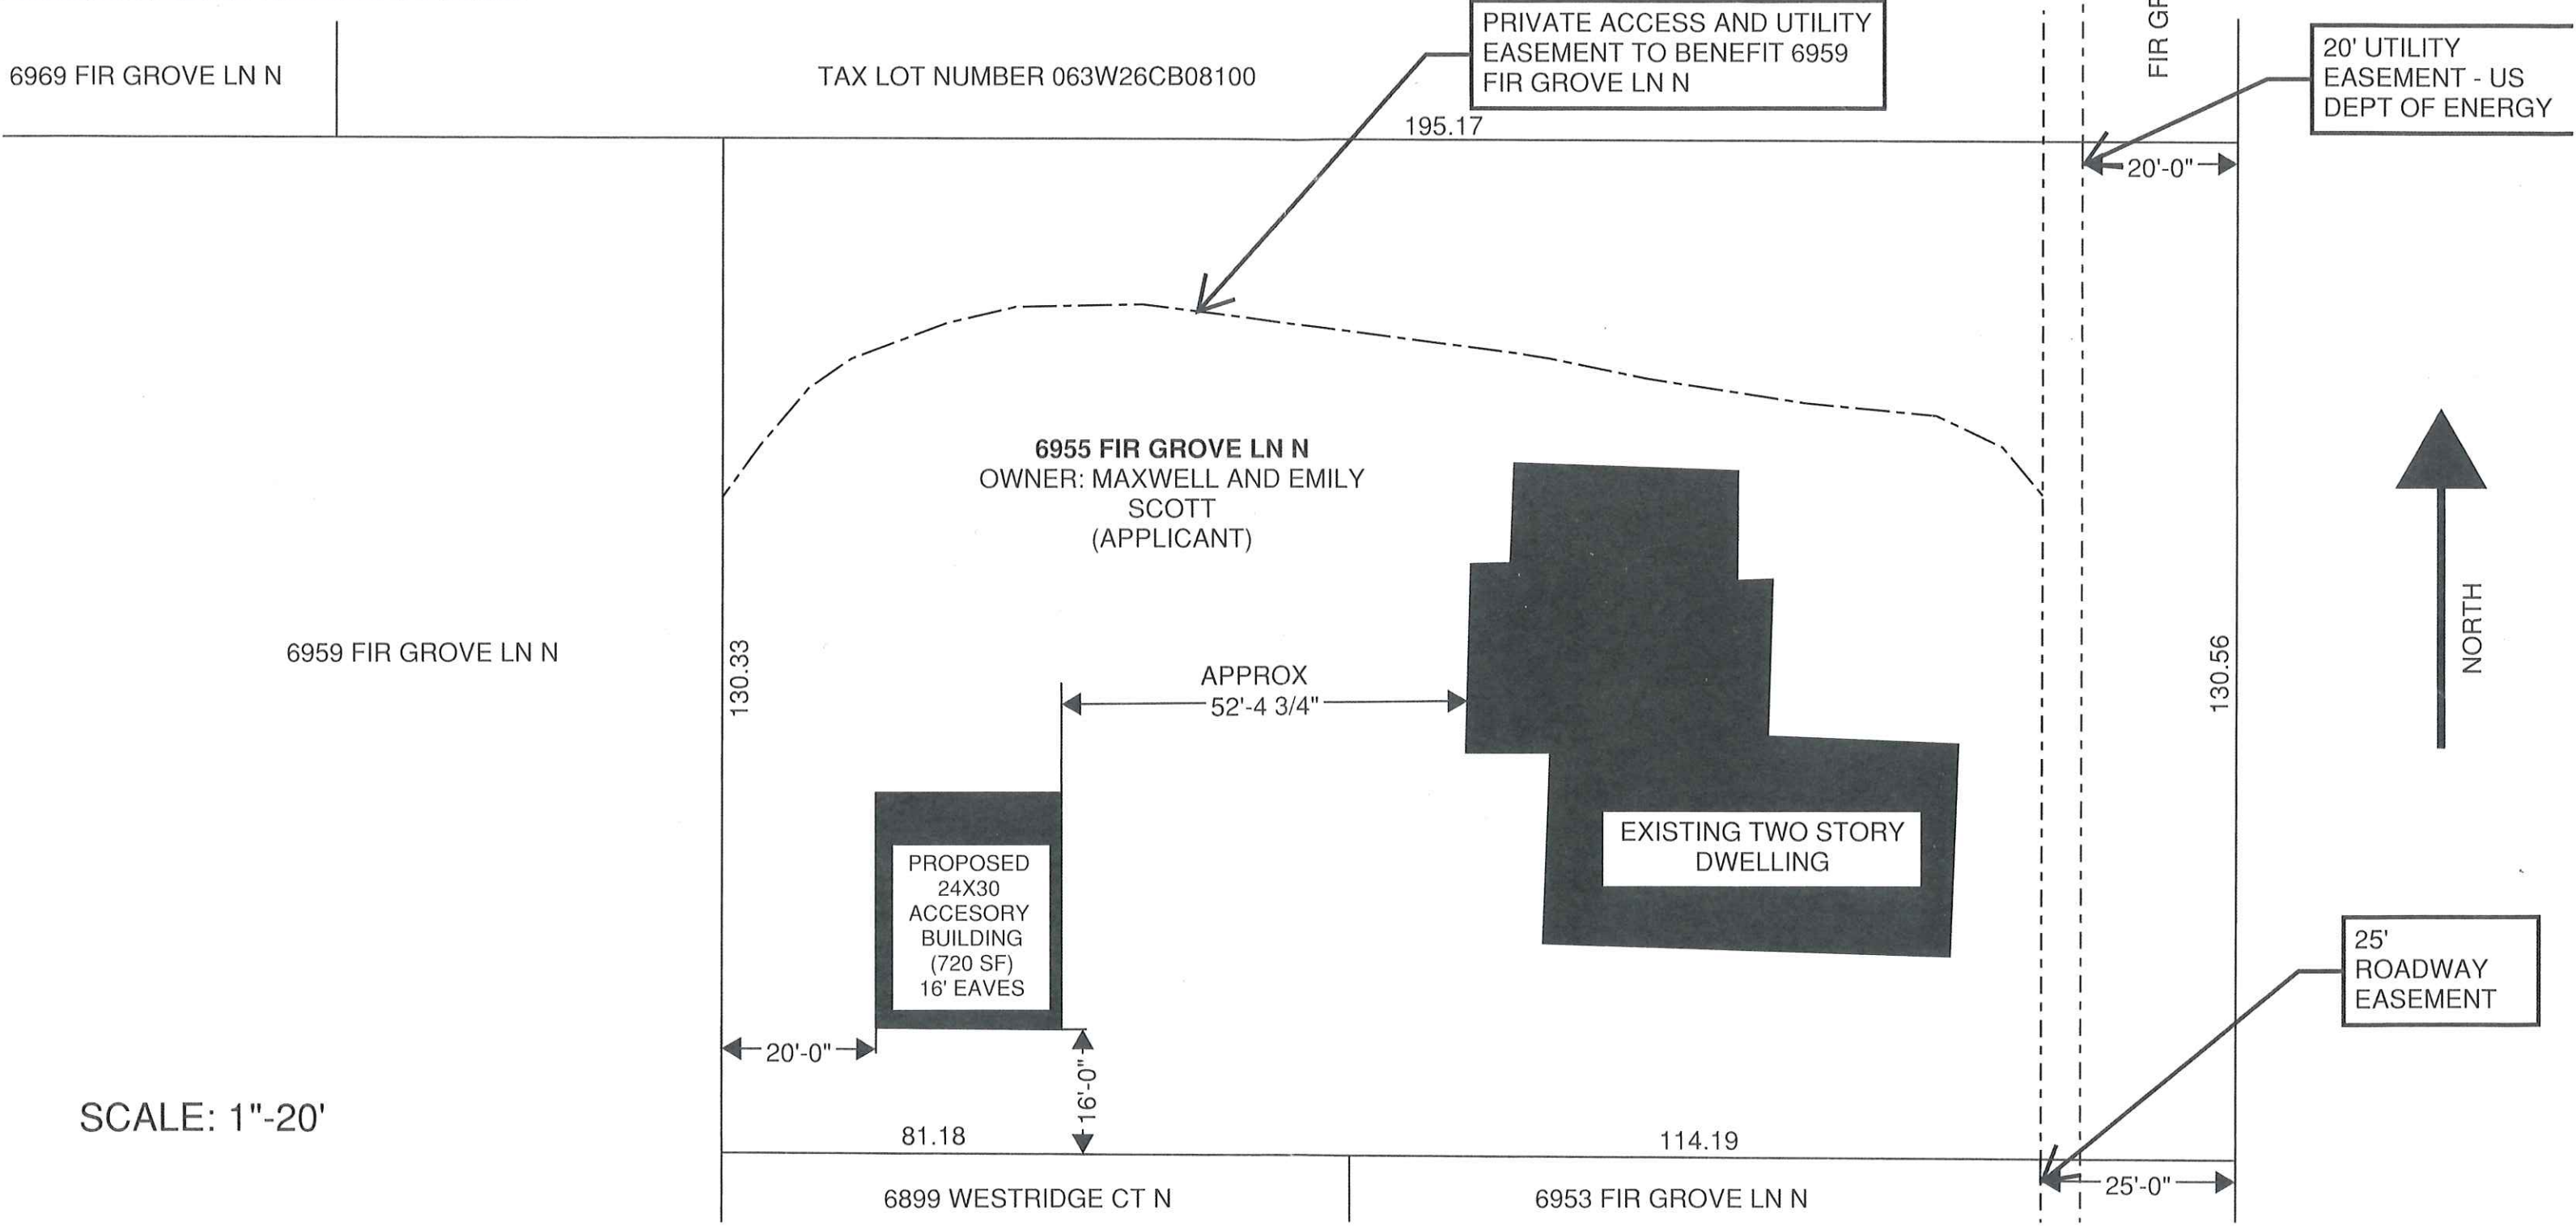 PRIVATE ACCESS AND UTILITY
EASEMENT TO BENEFIT 6959
FIR GROVE LN N
FIR
20' UTILITY
EASEMENT - US
DEPT OF ENERGY
6969 FIR GROVE LN N
TAX LOT NUMBER 063W26CB08100
195.17
20'-0"
6955 FIR GROVE LN N
OWNER: MAXWELL AND EMILY
SCOTT
(APPLICANT)
6959 FIR GROVE LN N
130.33
APPROX
52'-4 3/4"
130.56
NORTH
EXISTING TWO STORY
DWELLING
PROPOSED
24X30
ACCESORY
BUILDING
(720 SF)
16' EAVES
25'
ROADWAY
EASEMENT
20'-0"
16'-0"
SCALE: 1"-20'
81.18
114.19
25'-0"
6899 WESTRIDGE CT N
6953 FIR GROVE LN N